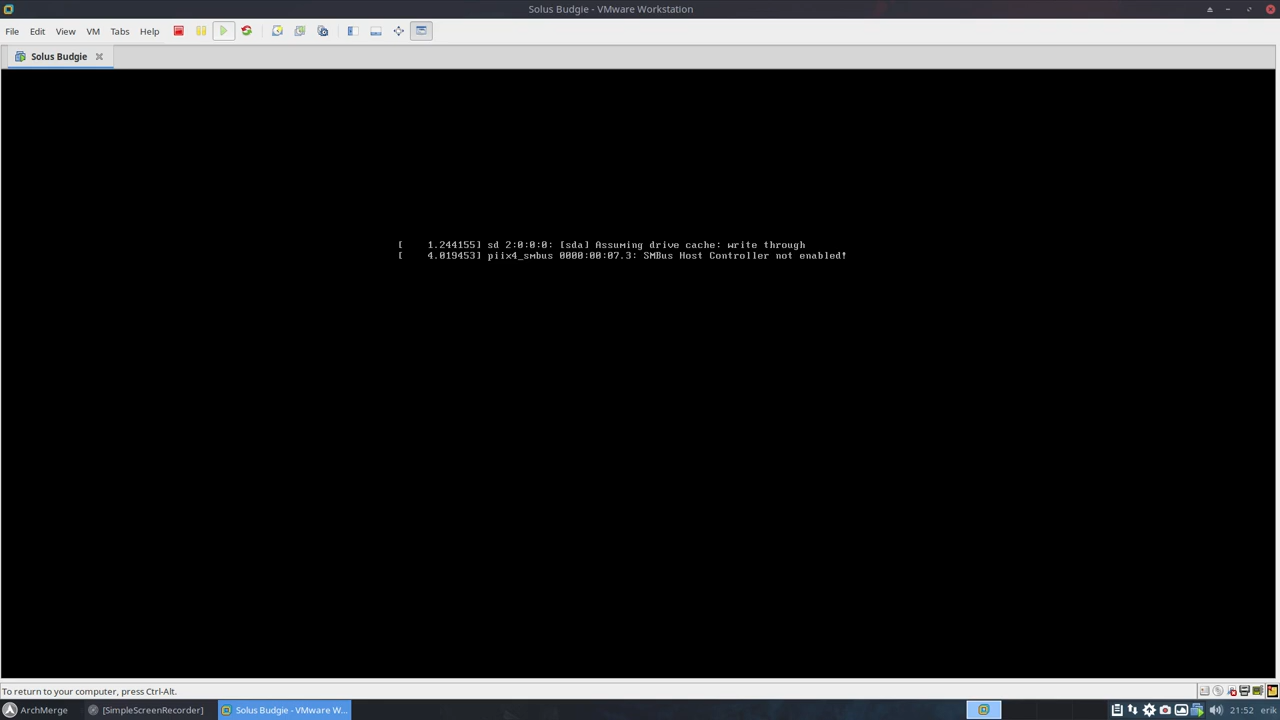 Solus Budgie - VMware Workstation
File Edit View VM Tabs Help
Solus Budgie
[    1.244155] sd 2:0:0:0: [sda] Assuming drive cache: write through
[    4.019453] piix4_smbus 0000:00:07.3: SMBus Host Controller not enabled!
To return to your computer, press Ctrl-Alt.
ArchMerge [SimpleScreenRecorder] Solus Budgie - VMware W... 21:52 erik